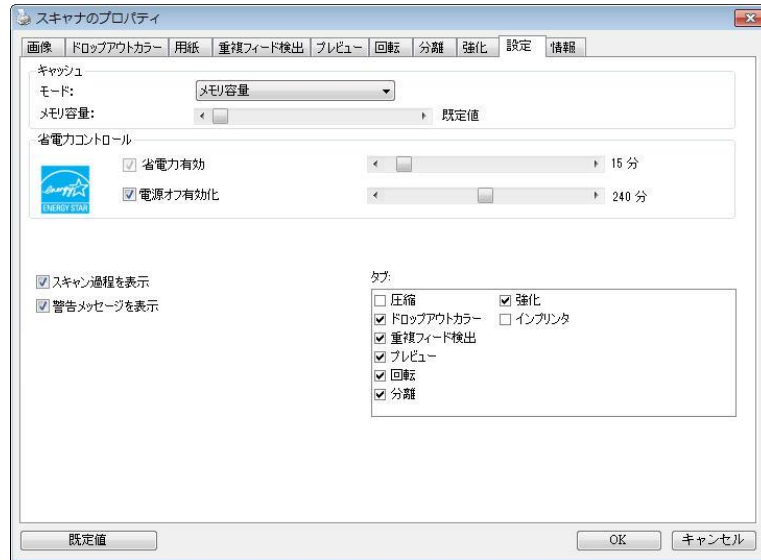 スキャナのプロパティ
画像 ドロップアウトカラー 用紙 重複フィード検出 プレビュー 回転 分離 強化 設定 情報
キャッシュ
モード: メモリ容量
メモリ容量: 既定値
省電力コントロール
省電力有効 15 分
energy
ENERGY STAR
電源オフ有効化 240 分
スキャン過程を表示
警告メッセージを表示
タブ:
圧縮 強化
ドロップアウトカラー インプリンタ
重複フィード検出
プレビュー
回転
分離
既定値 OK キャンセル